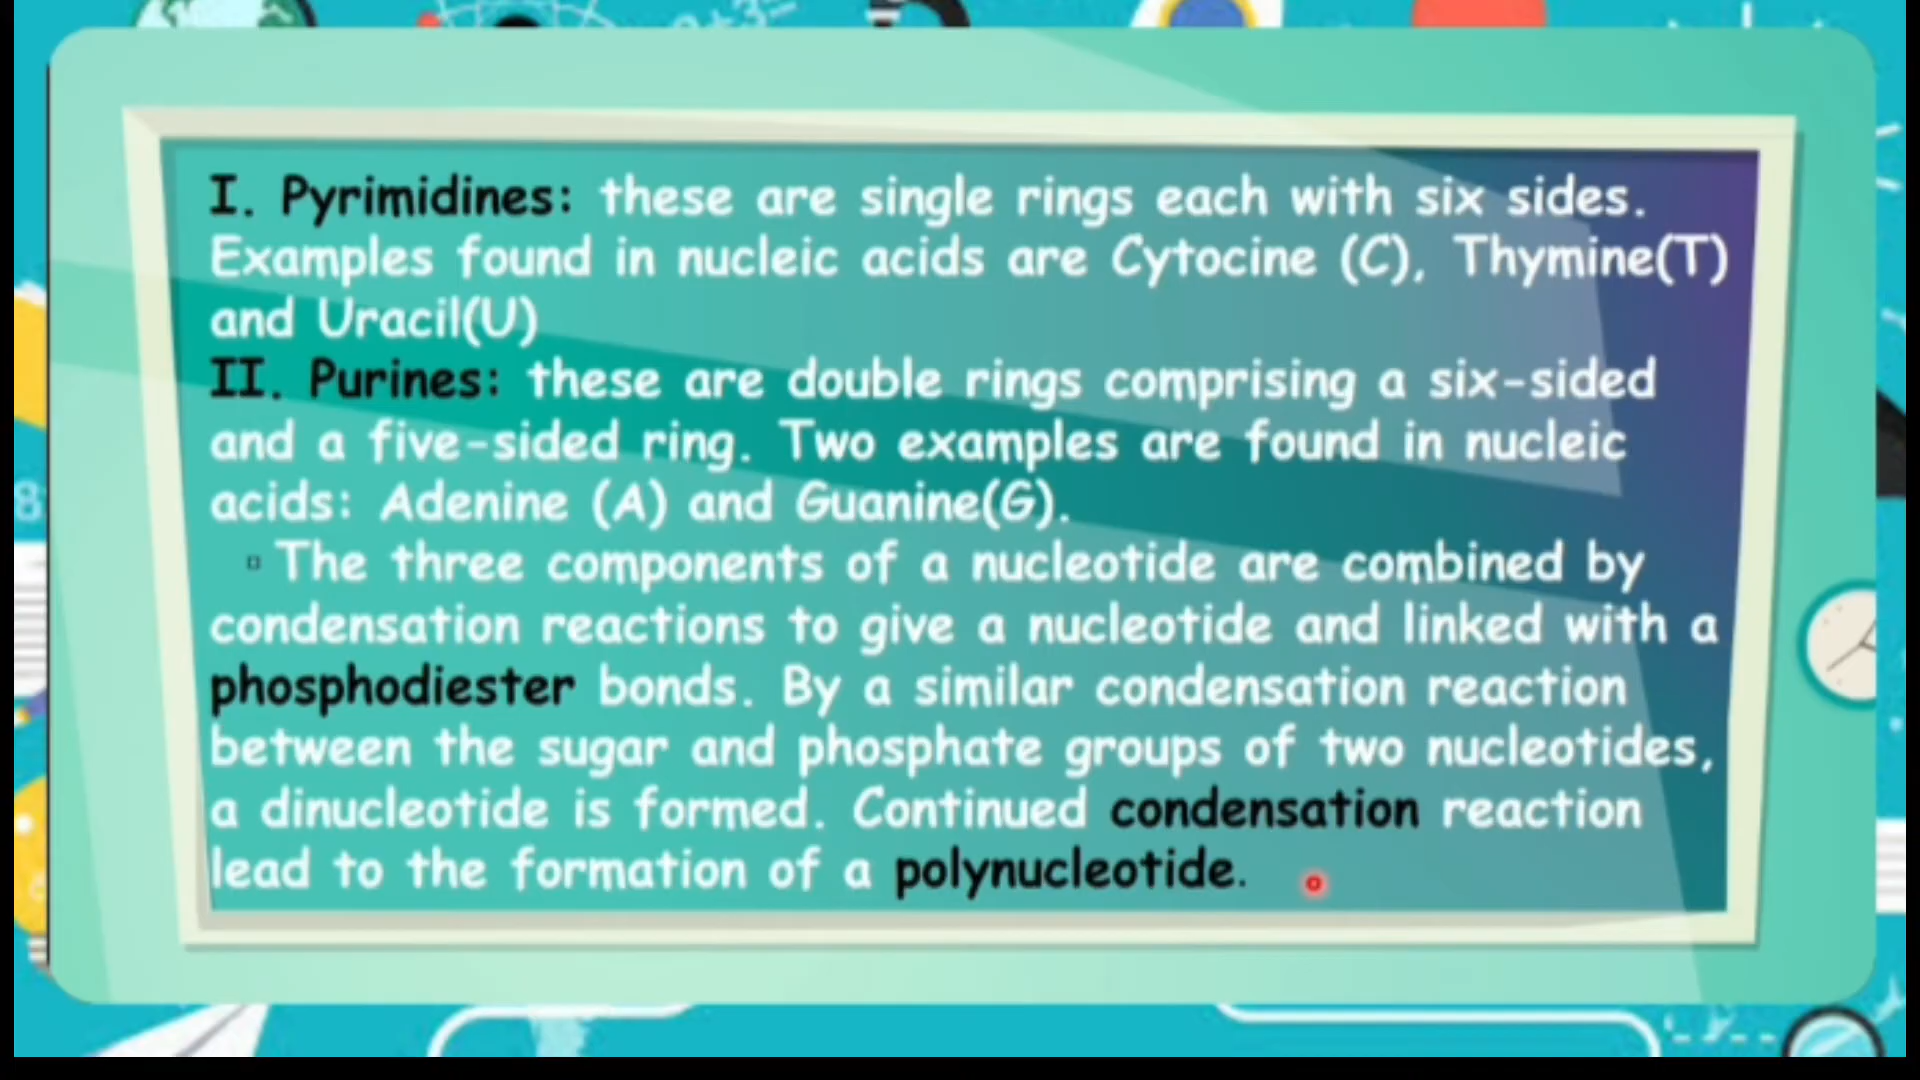 I. Pyrimidines: these are single rings each with six sides.
Examples found in nucleic acids are Cytocine (C), Thymine(T)
and Uracil(U)
II. Purines: these are double rings comprising a six-sided
and a five-sided ring. Two examples are found in nucleic
acids: Adenine (A) and Guanine(G).
▫ The three components of a nucleotide are combined by
condensation reactions to give a nucleotide and linked with a
phosphodiester bonds. By a similar condensation reaction
between the sugar and phosphate groups of two nucleotides,
a dinucleotide is formed. Continued condensation reaction
lead to the formation of a polynucleotide.